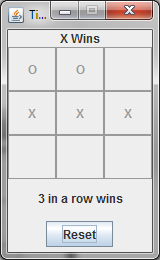 Ti...
X Wins
O O
X X X
3 in a row wins
Reset